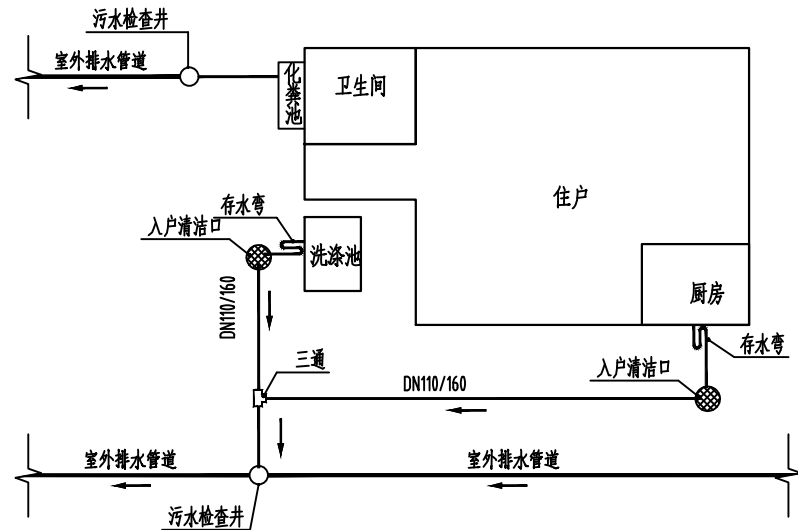 污水检查井
室外排水管道
化粪池
卫生间
住户
存水弯
入户清洁口
洗涤池
DN110/160
厨房
存水弯
三通
DN110/160
入户清洁口
室外排水管道
室外排水管道
污水检查井